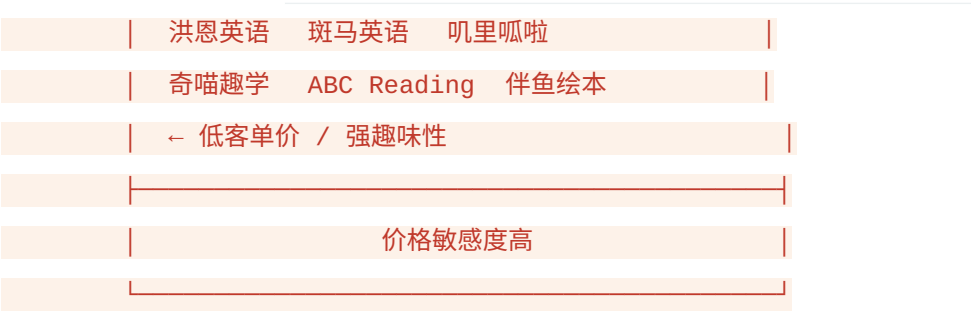 洪恩英语 斑马英语 叽里呱啦
奇喵趣学 ABC Reading 伴鱼绘本
← 低客单价 / 强趣味性
价格敏感度高